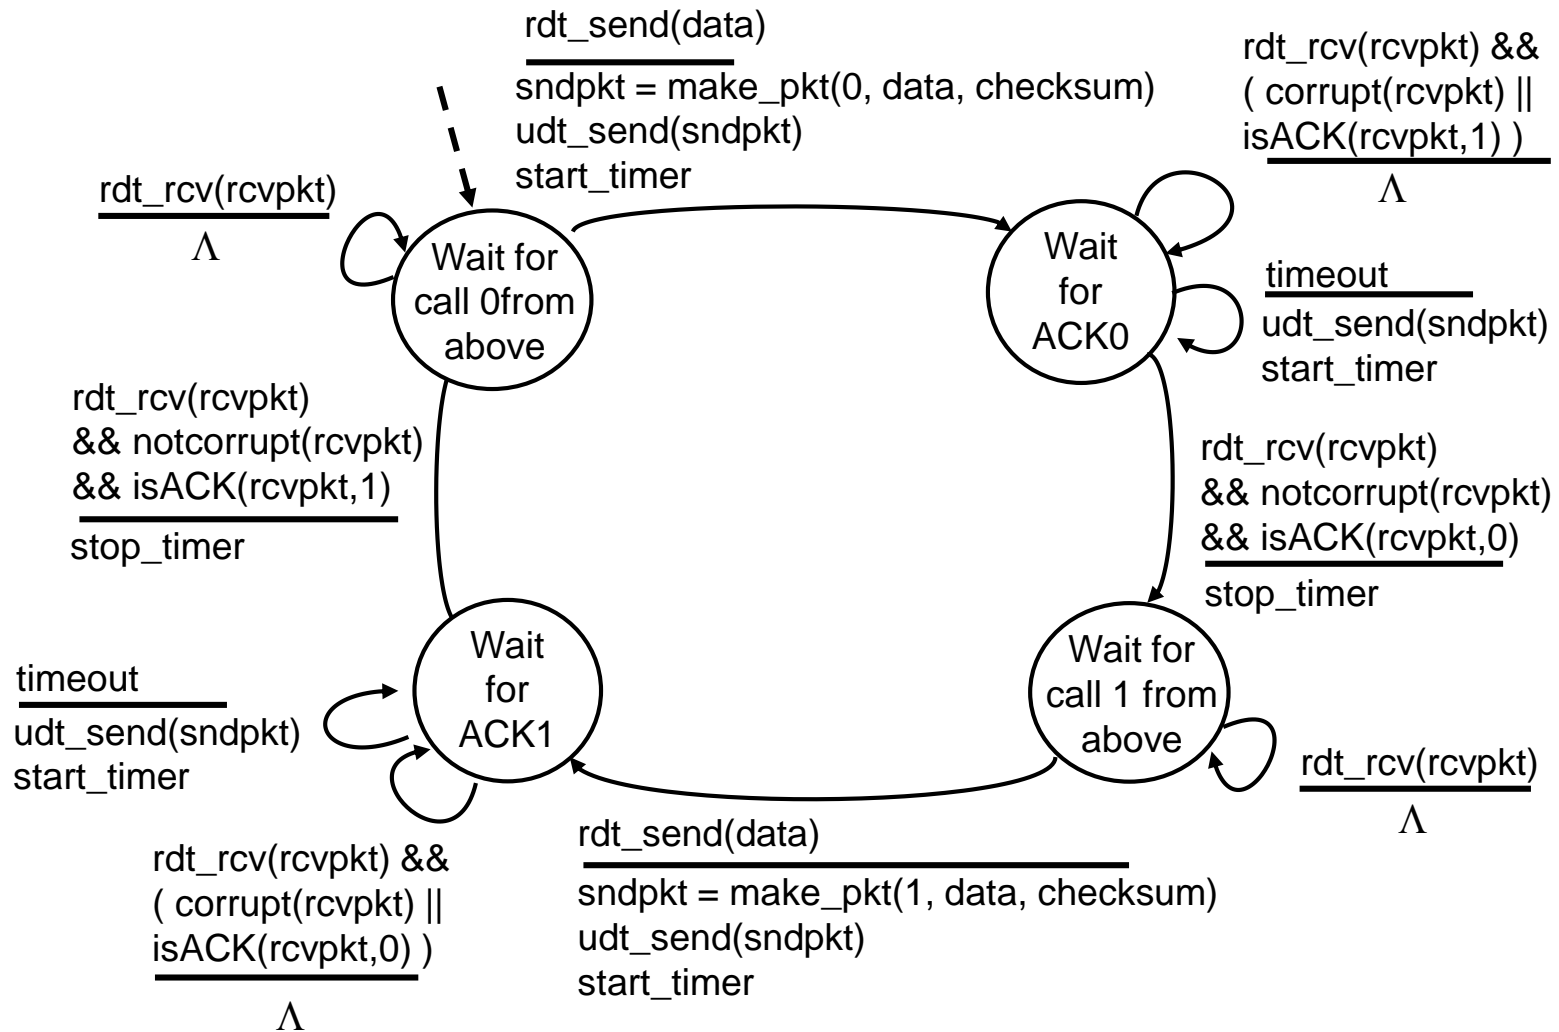 rdt_send(data)
sndpkt = make_pkt(0, data, checksum)
udt_send(sndpkt)
start_timer
rdt_rcv(rcvpkt) &&
( corrupt(rcvpkt) ||
isACK(rcvpkt,1) )
Λ
rdt_rcv(rcvpkt)
Λ
Wait for
call 0from
above
Wait
for
ACK0
timeout
udt_send(sndpkt)
start_timer
rdt_rcv(rcvpkt)
&& notcorrupt(rcvpkt)
&& isACK(rcvpkt,1)
stop_timer
rdt_rcv(rcvpkt)
&& notcorrupt(rcvpkt)
&& isACK(rcvpkt,0)
stop_timer
Wait
for
ACK1
Wait for
call 1 from
above
timeout
udt_send(sndpkt)
start_timer
rdt_rcv(rcvpkt)
Λ
rdt_rcv(rcvpkt) &&
( corrupt(rcvpkt) ||
isACK(rcvpkt,0) )
Λ
rdt_send(data)
sndpkt = make_pkt(1, data, checksum)
udt_send(sndpkt)
start_timer